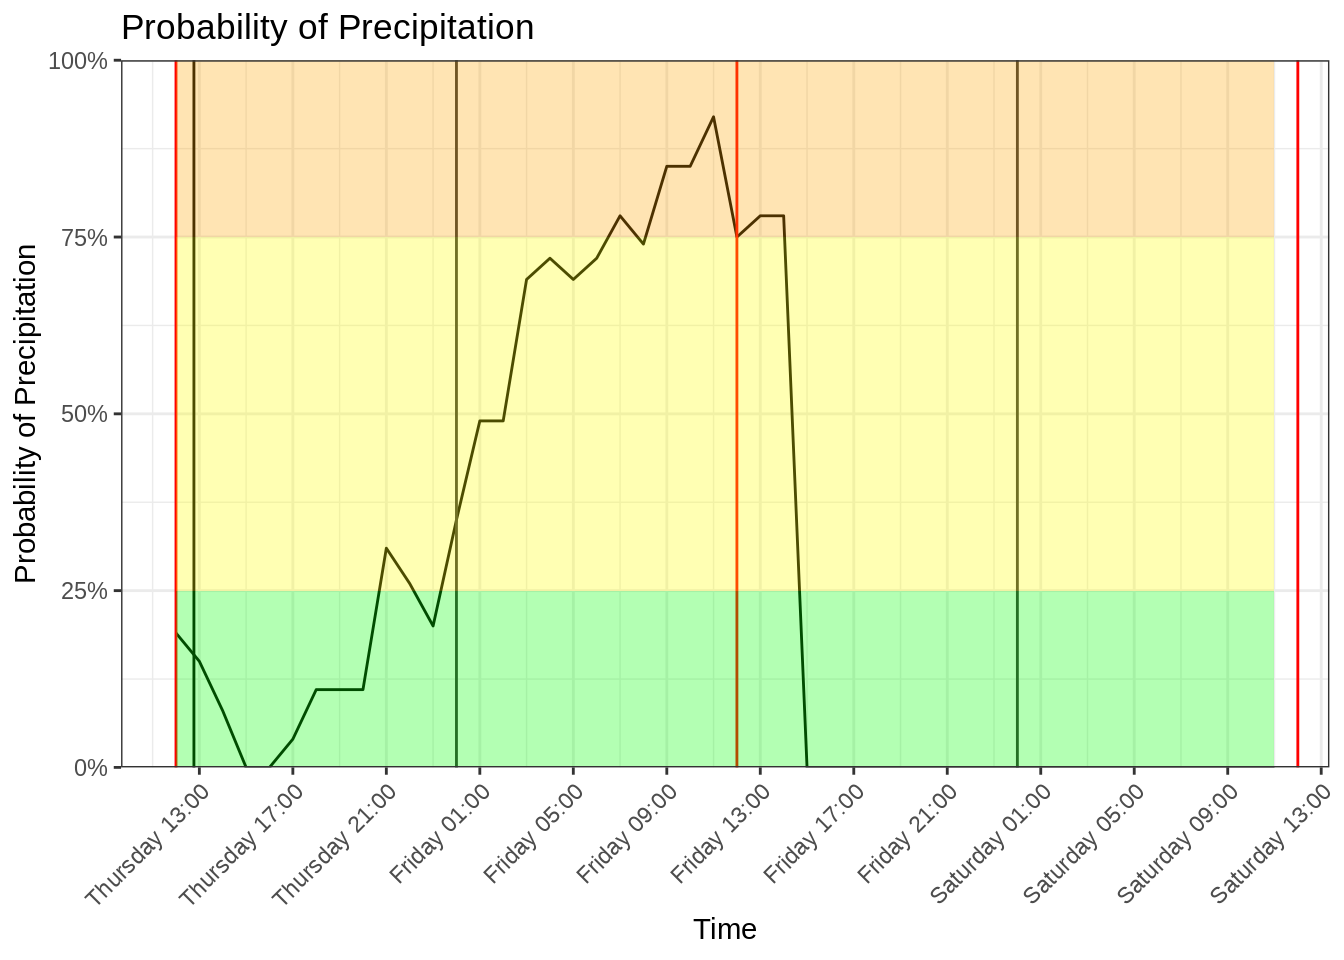 Probability of Precipitation
Probability of Precipitation
100%
75%
50%
25%
0%
Thursday 13:00
Thursday 17:00
Thursday 21:00
Friday 01:00
Friday 05:00
Friday 09:00
Friday 13:00
Friday 17:00
Friday 21:00
Saturday 01:00
Saturday 05:00
Saturday 09:00
Saturday 13:00
Time